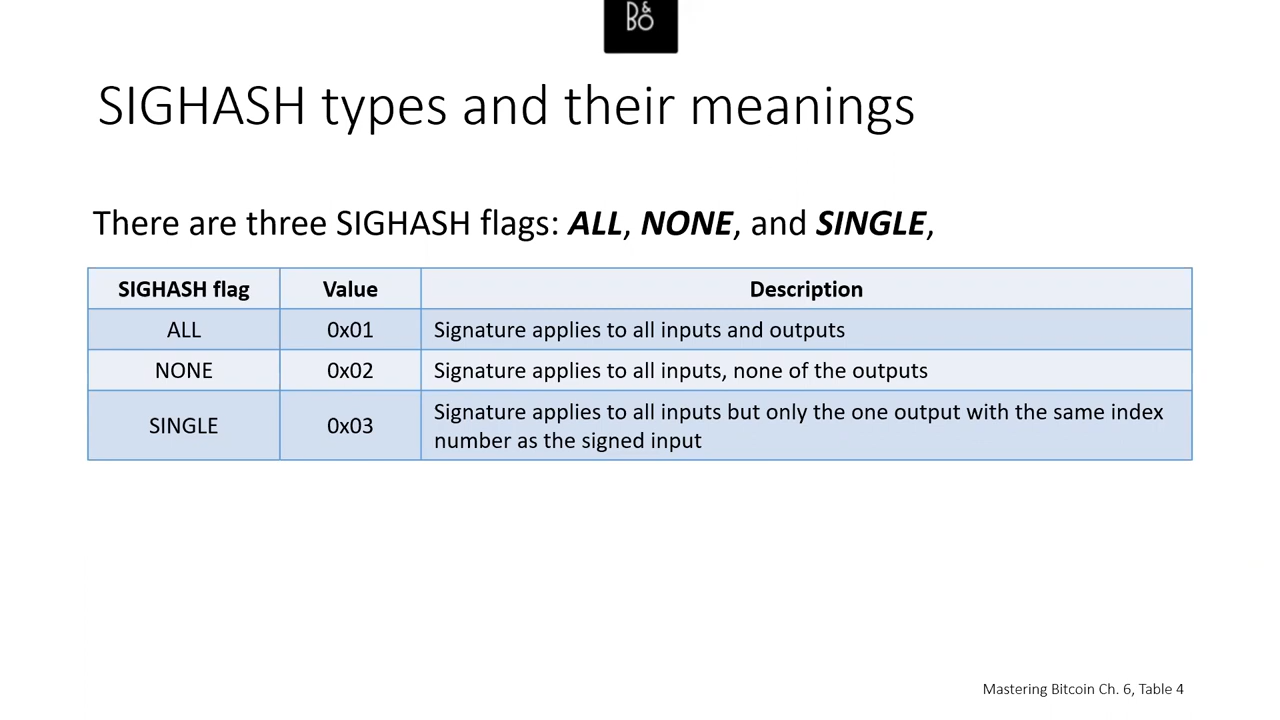 B&O
SIGHASH types and their meanings
There are three SIGHASH flags: ALL, NONE, and SINGLE,
SIGHASH flag Value Description
ALL 0x01 Signature applies to all inputs and outputs
NONE 0x02 Signature applies to all inputs, none of the outputs
SINGLE 0x03 Signature applies to all inputs but only the one output with the same index
number as the signed input
Mastering Bitcoin Ch. 6, Table 4